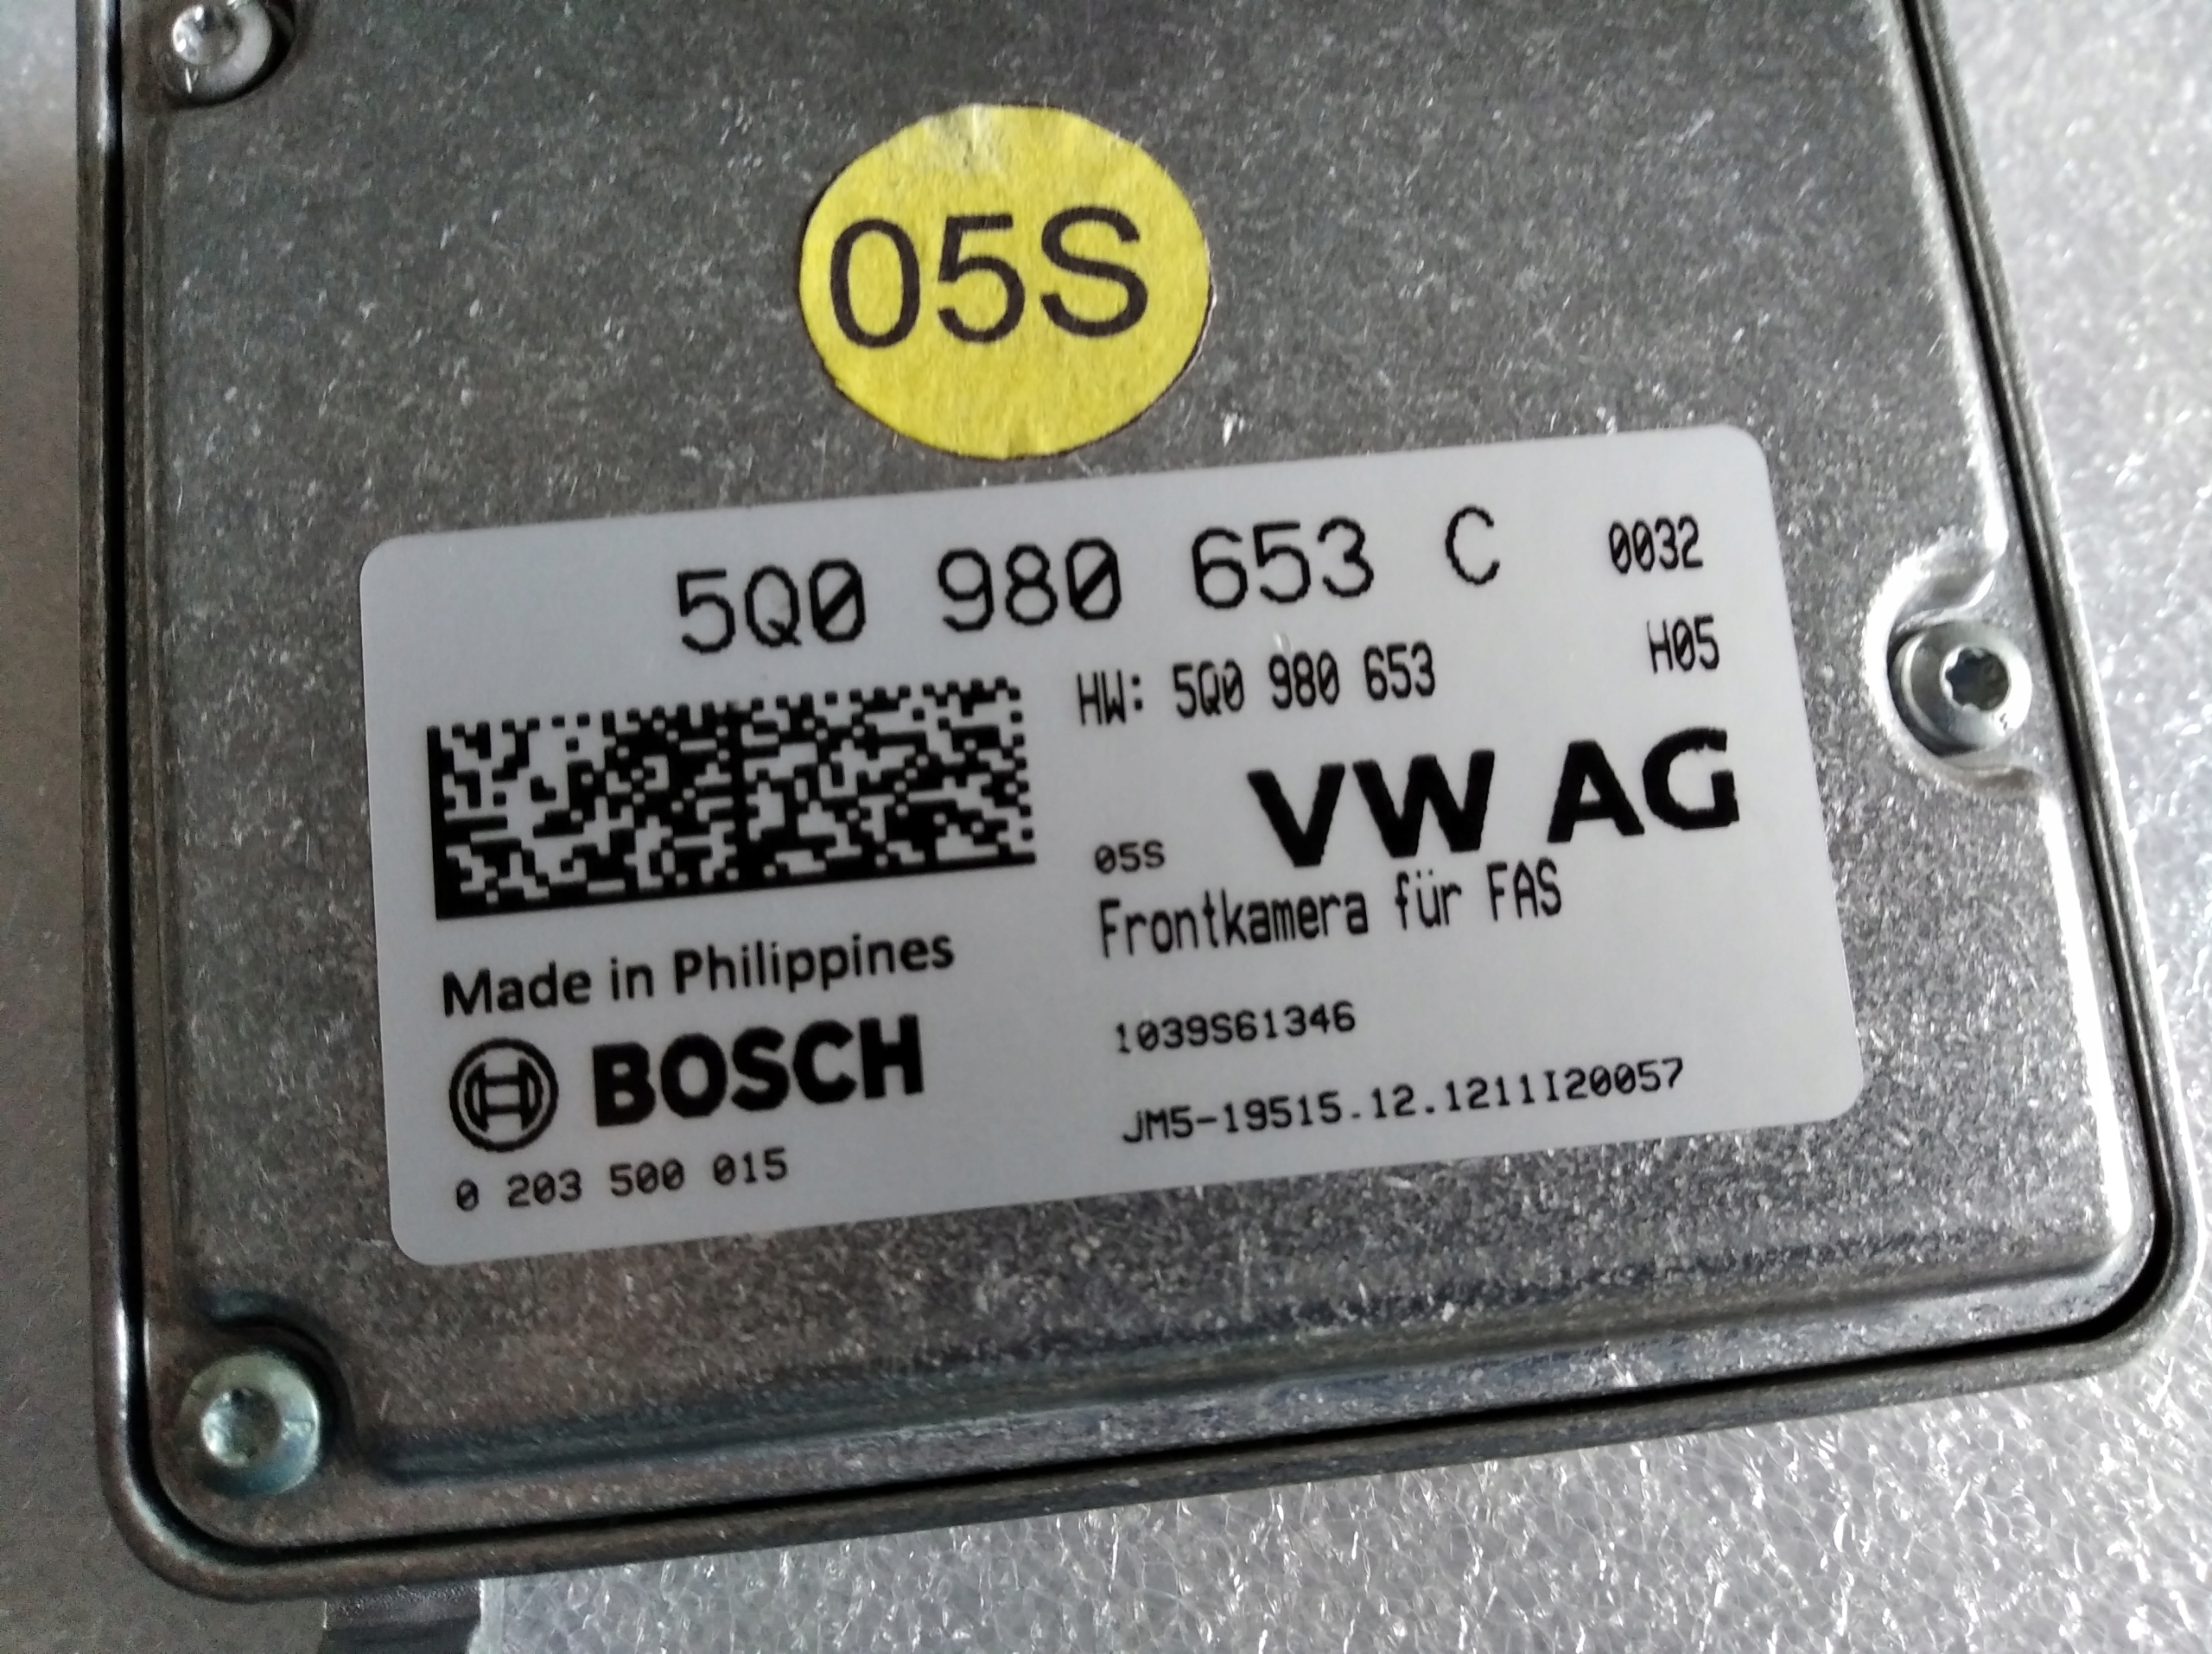 05S
5Q0 980 653 C 0032
HW: 5Q0 980 653 H05
05S VW AG
Frontkamera für FAS
Made in Philippines
BOSCH
0 203 500 015
1039S61346
JM5-19515.12.1211I20057